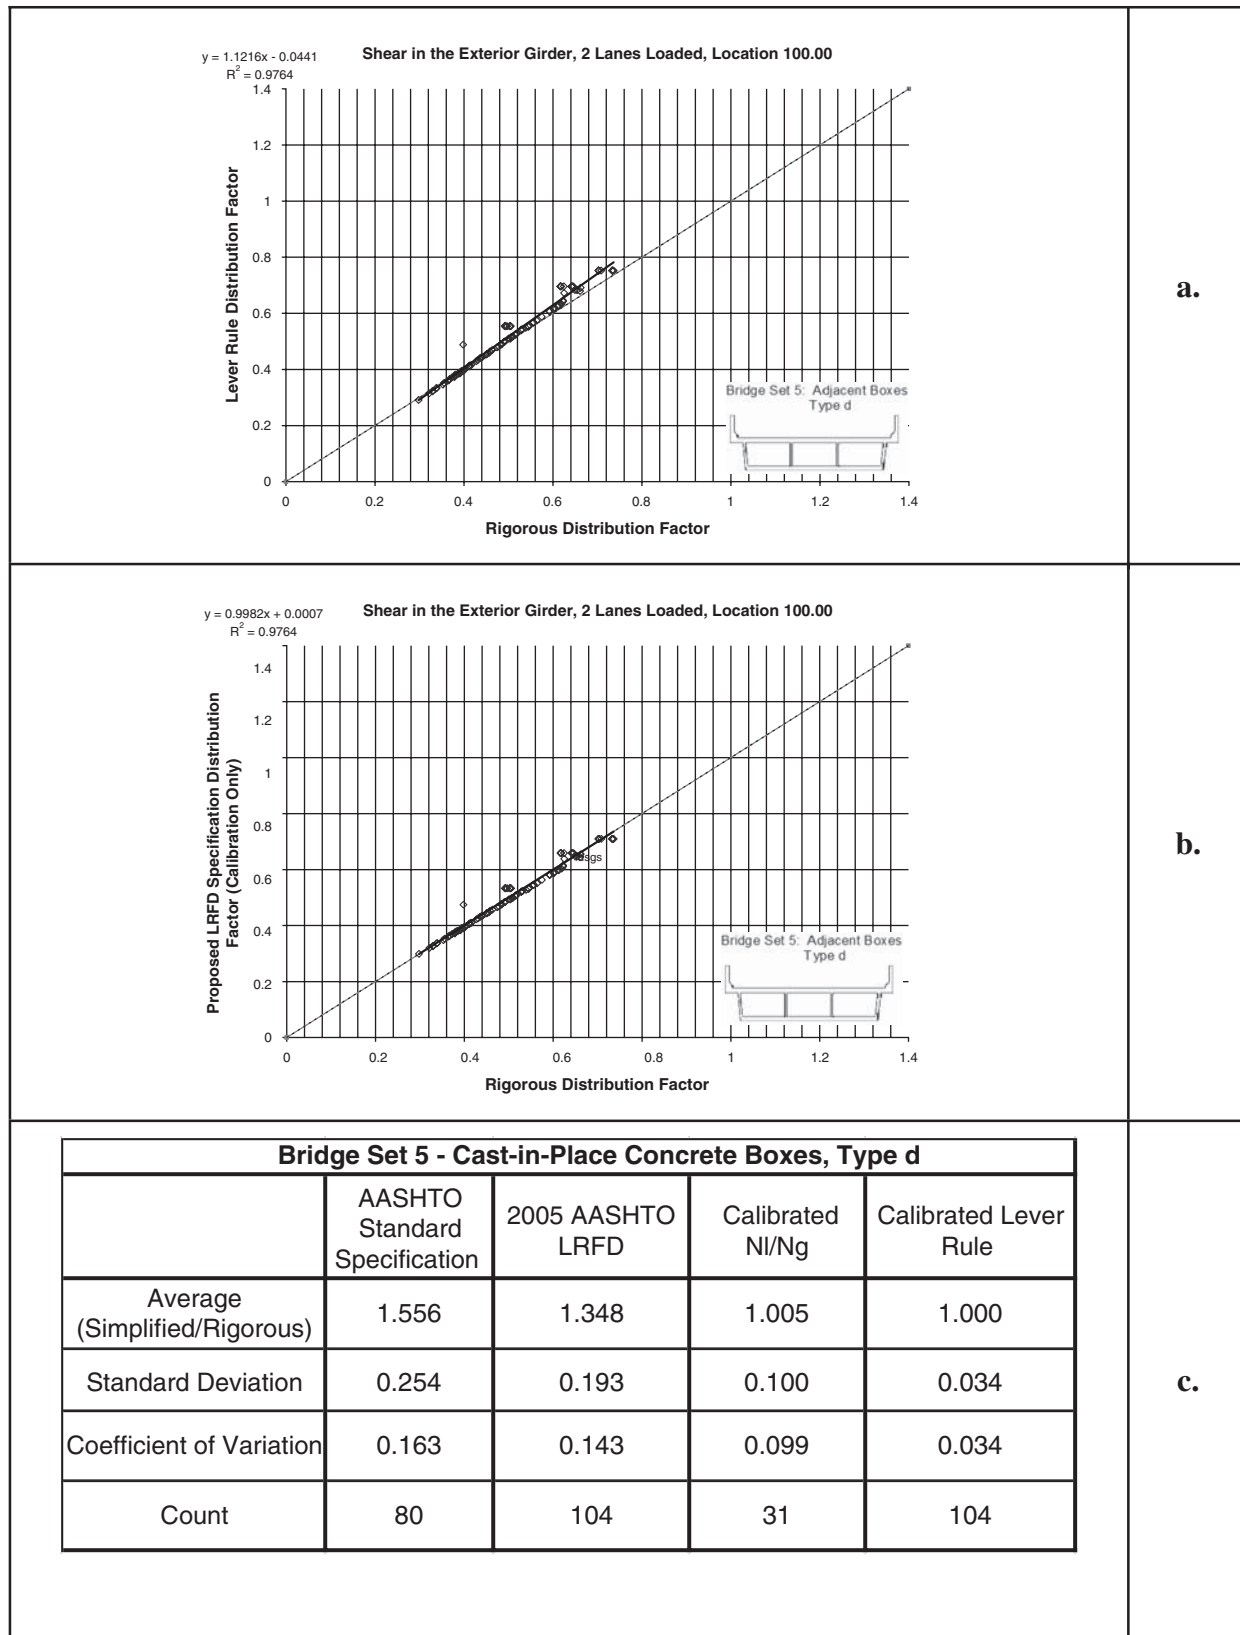 y = 1.1216x - 0.0441
R² = 0.9764
Shear in the Exterior Girder, 2 Lanes Loaded, Location 100.00
Lever Rule Distribution Factor
1.4
1.2
1
0.8
0.6
0.4
0.2
0
0 0.2 0.4 0.6 0.8 1 1.2 1.4
Rigorous Distribution Factor
Bridge Set 5: Adjacent Boxes
Type d
a.
y = 0.9982x + 0.0007
R² = 0.9764
Shear in the Exterior Girder, 2 Lanes Loaded, Location 100.00
Proposed LRFD Specification Distribution
Factor (Calibration Only)
1.4
1.2
1
0.8
0.6
0.4
0.2
0
0 0.2 0.4 0.6 0.8 1 1.2 1.4
Rigorous Distribution Factor
Bridge Set 5: Adjacent Boxes
Type d
b.
Bridge Set 5 - Cast-in-Place Concrete Boxes, Type d
AASHTO Standard Specification 2005 AASHTO LRFD Calibrated Nl/Ng Calibrated Lever Rule
Average (Simplified/Rigorous) 1.556 1.348 1.005 1.000
Standard Deviation 0.254 0.193 0.100 0.034
Coefficient of Variation 0.163 0.143 0.099 0.034
Count 80 104 31 104
c.